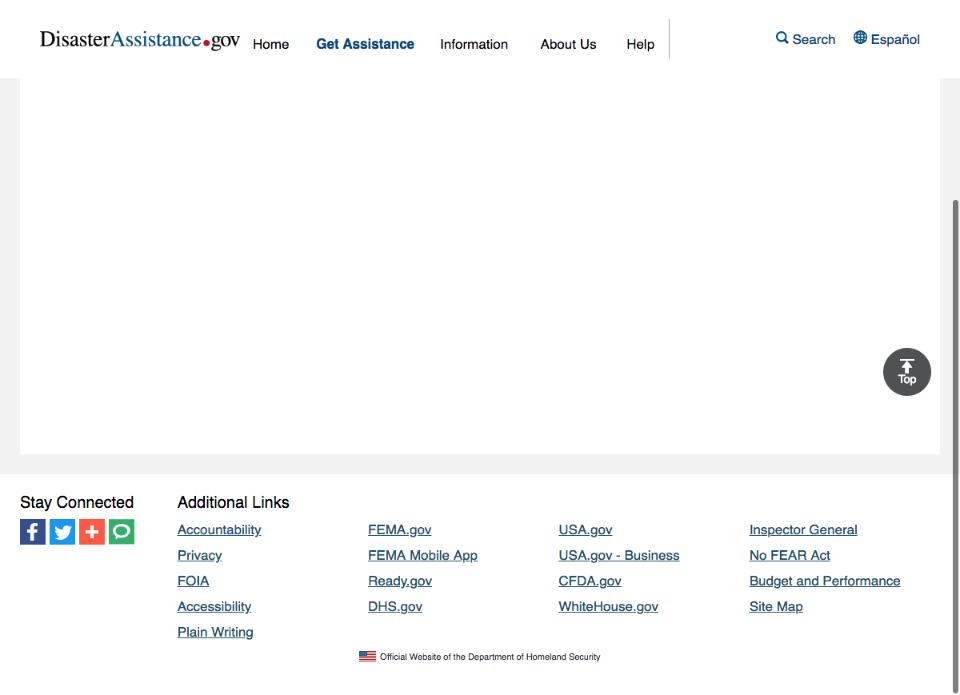 DisasterAssistance.gov Home Get Assistance Information About Us Help Search Español
Top
Stay Connected
Additional Links
Accountability FEMA.gov USA.gov Inspector General
Privacy FEMA Mobile App USA.gov - Business No FEAR Act
FOIA Ready.gov CFDA.gov Budget and Performance
Accessibility DHS.gov WhiteHouse.gov Site Map
Plain Writing
Official Website of the Department of Homeland Security